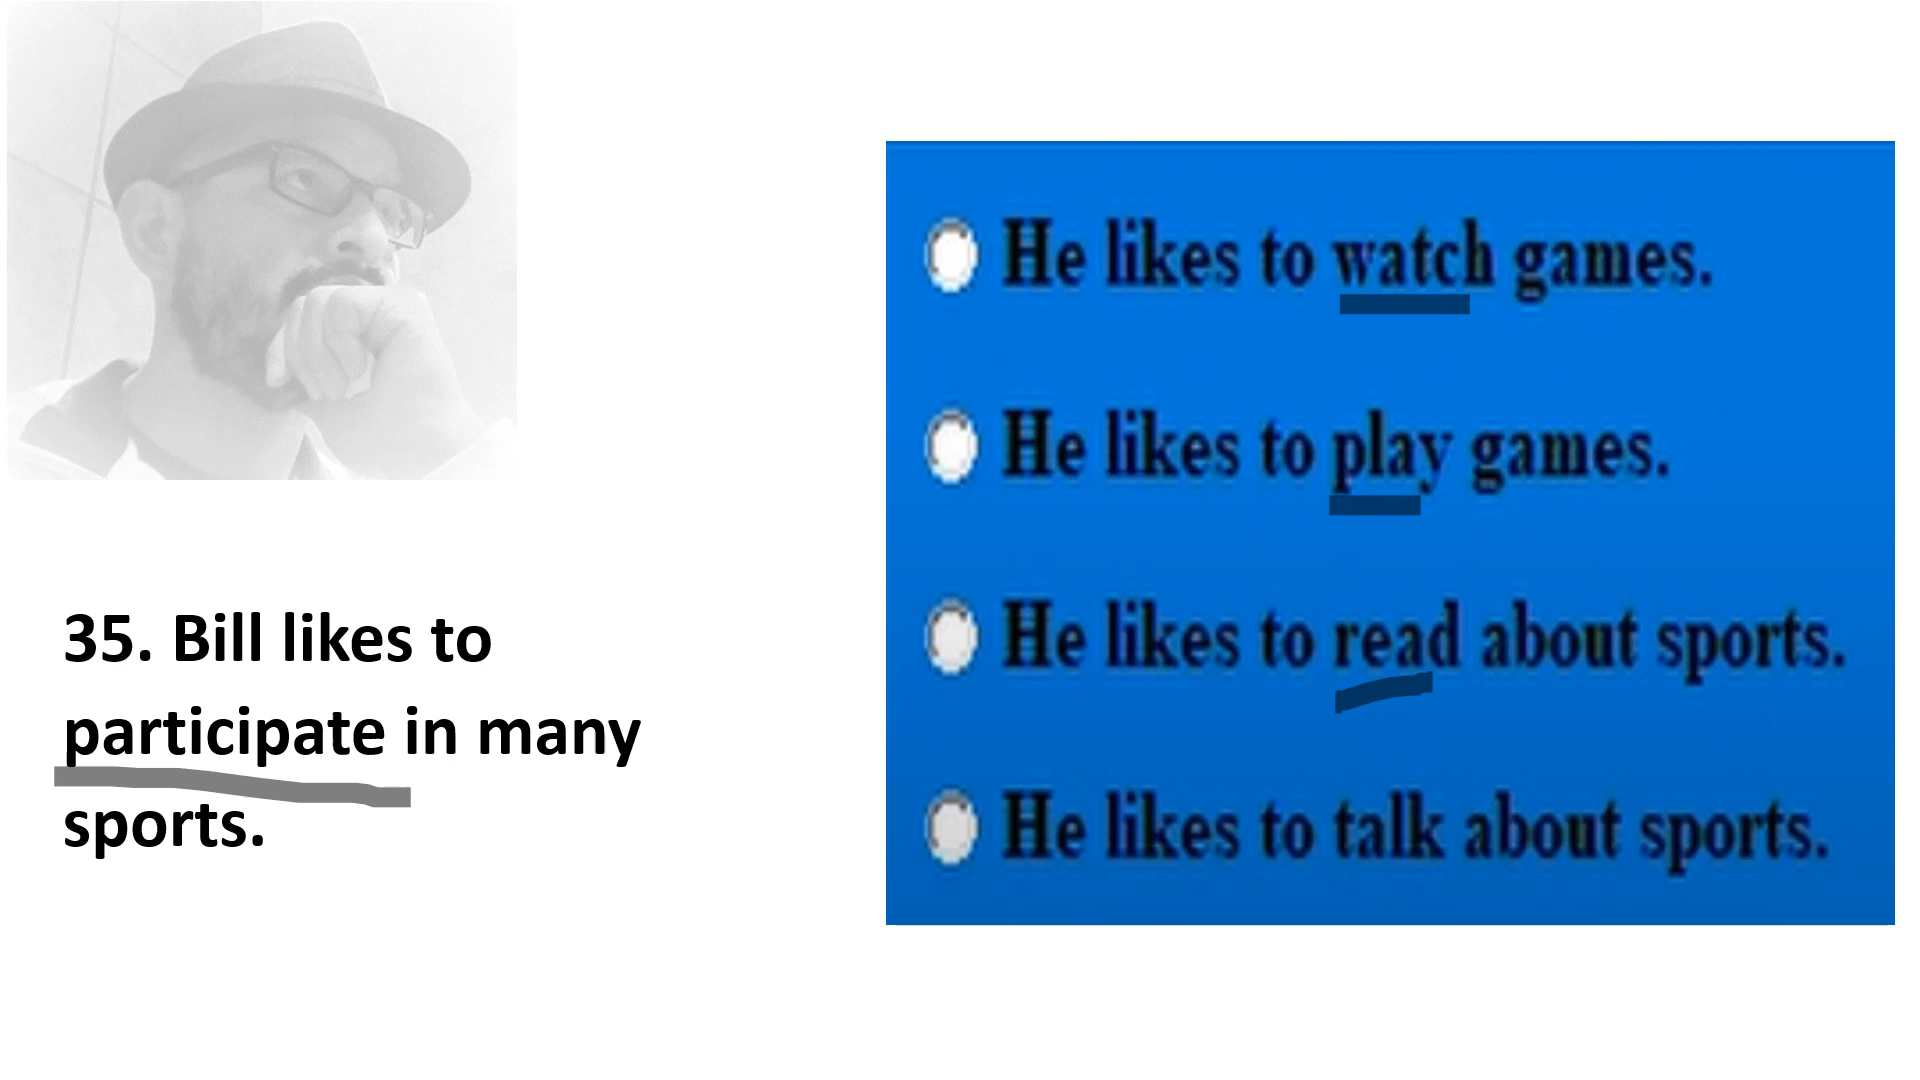 35. Bill likes to
participate in many
sports.
He likes to watch games.
He likes to play games.
He likes to read about sports.
He likes to talk about sports.